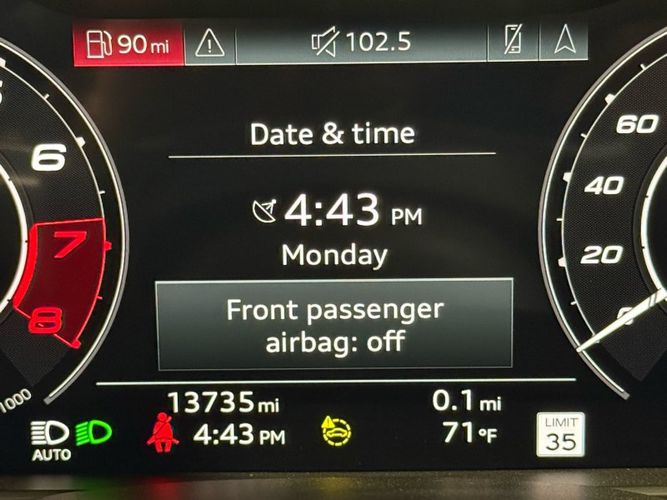 90 mi
102.5
Date & time
4:43 PM
Monday
Front passenger
airbag: off
6
7
8
1000
60
40
20
0
13735 mi
0.1 mi
AUTO
4:43 PM
71°F
LIMIT
35